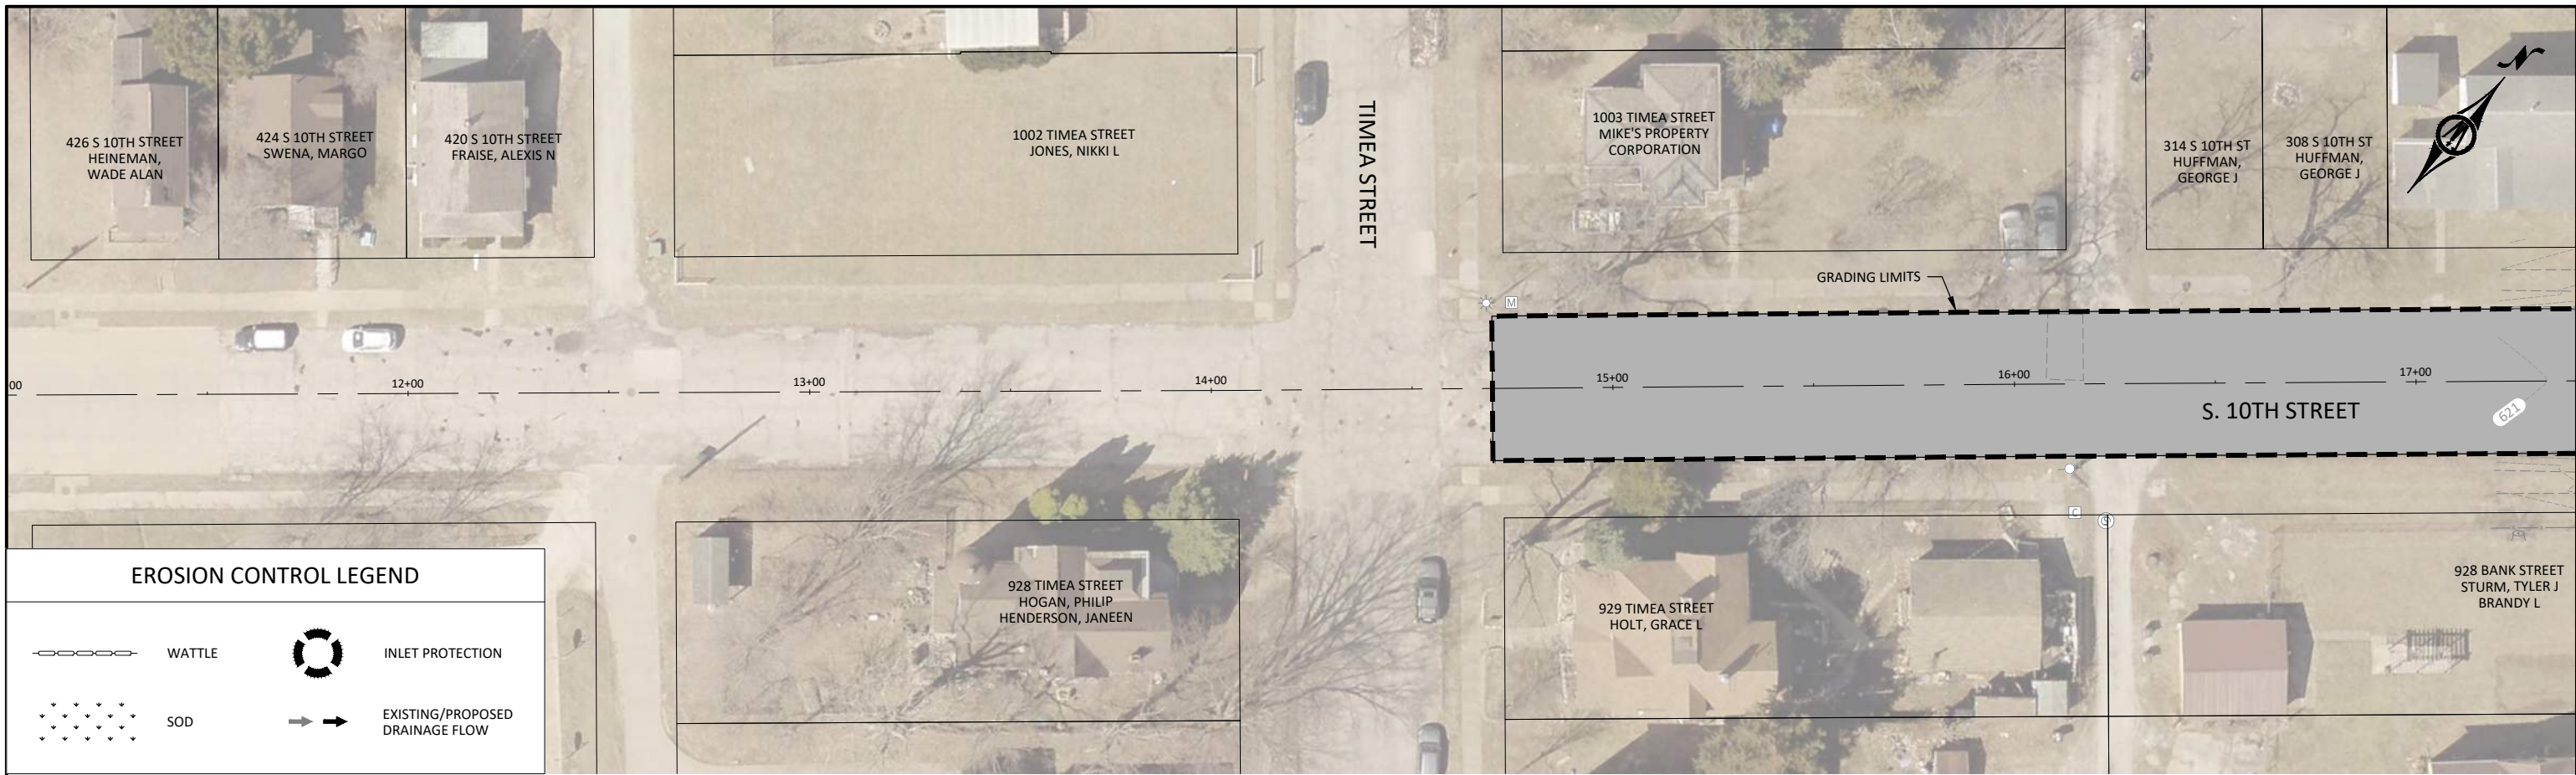 426 S 10TH STREET
HEINEMAN,
WADE ALAN
424 S 10TH STREET
SWENA, MARGO
420 S 10TH STREET
FRAISE, ALEXIS N
1002 TIMEA STREET
JONES, NIKKI L
TIMEA STREET
1003 TIMEA STREET
MIKE'S PROPERTY
CORPORATION
314 S 10TH ST
HUFFMAN,
GEORGE J
308 S 10TH ST
HUFFMAN,
GEORGE J
N
GRADING LIMITS
M
00
12+00
13+00
14+00
15+00
16+00
17+00
S. 10TH STREET
621
C
S
928 TIMEA STREET
HOGAN, PHILIP
HENDERSON, JANEEN
929 TIMEA STREET
HOLT, GRACE L
928 BANK STREET
STURM, TYLER J
BRANDY L
EROSION CONTROL LEGEND
WATTLE
INLET PROTECTION
SOD
EXISTING/PROPOSED
DRAINAGE FLOW